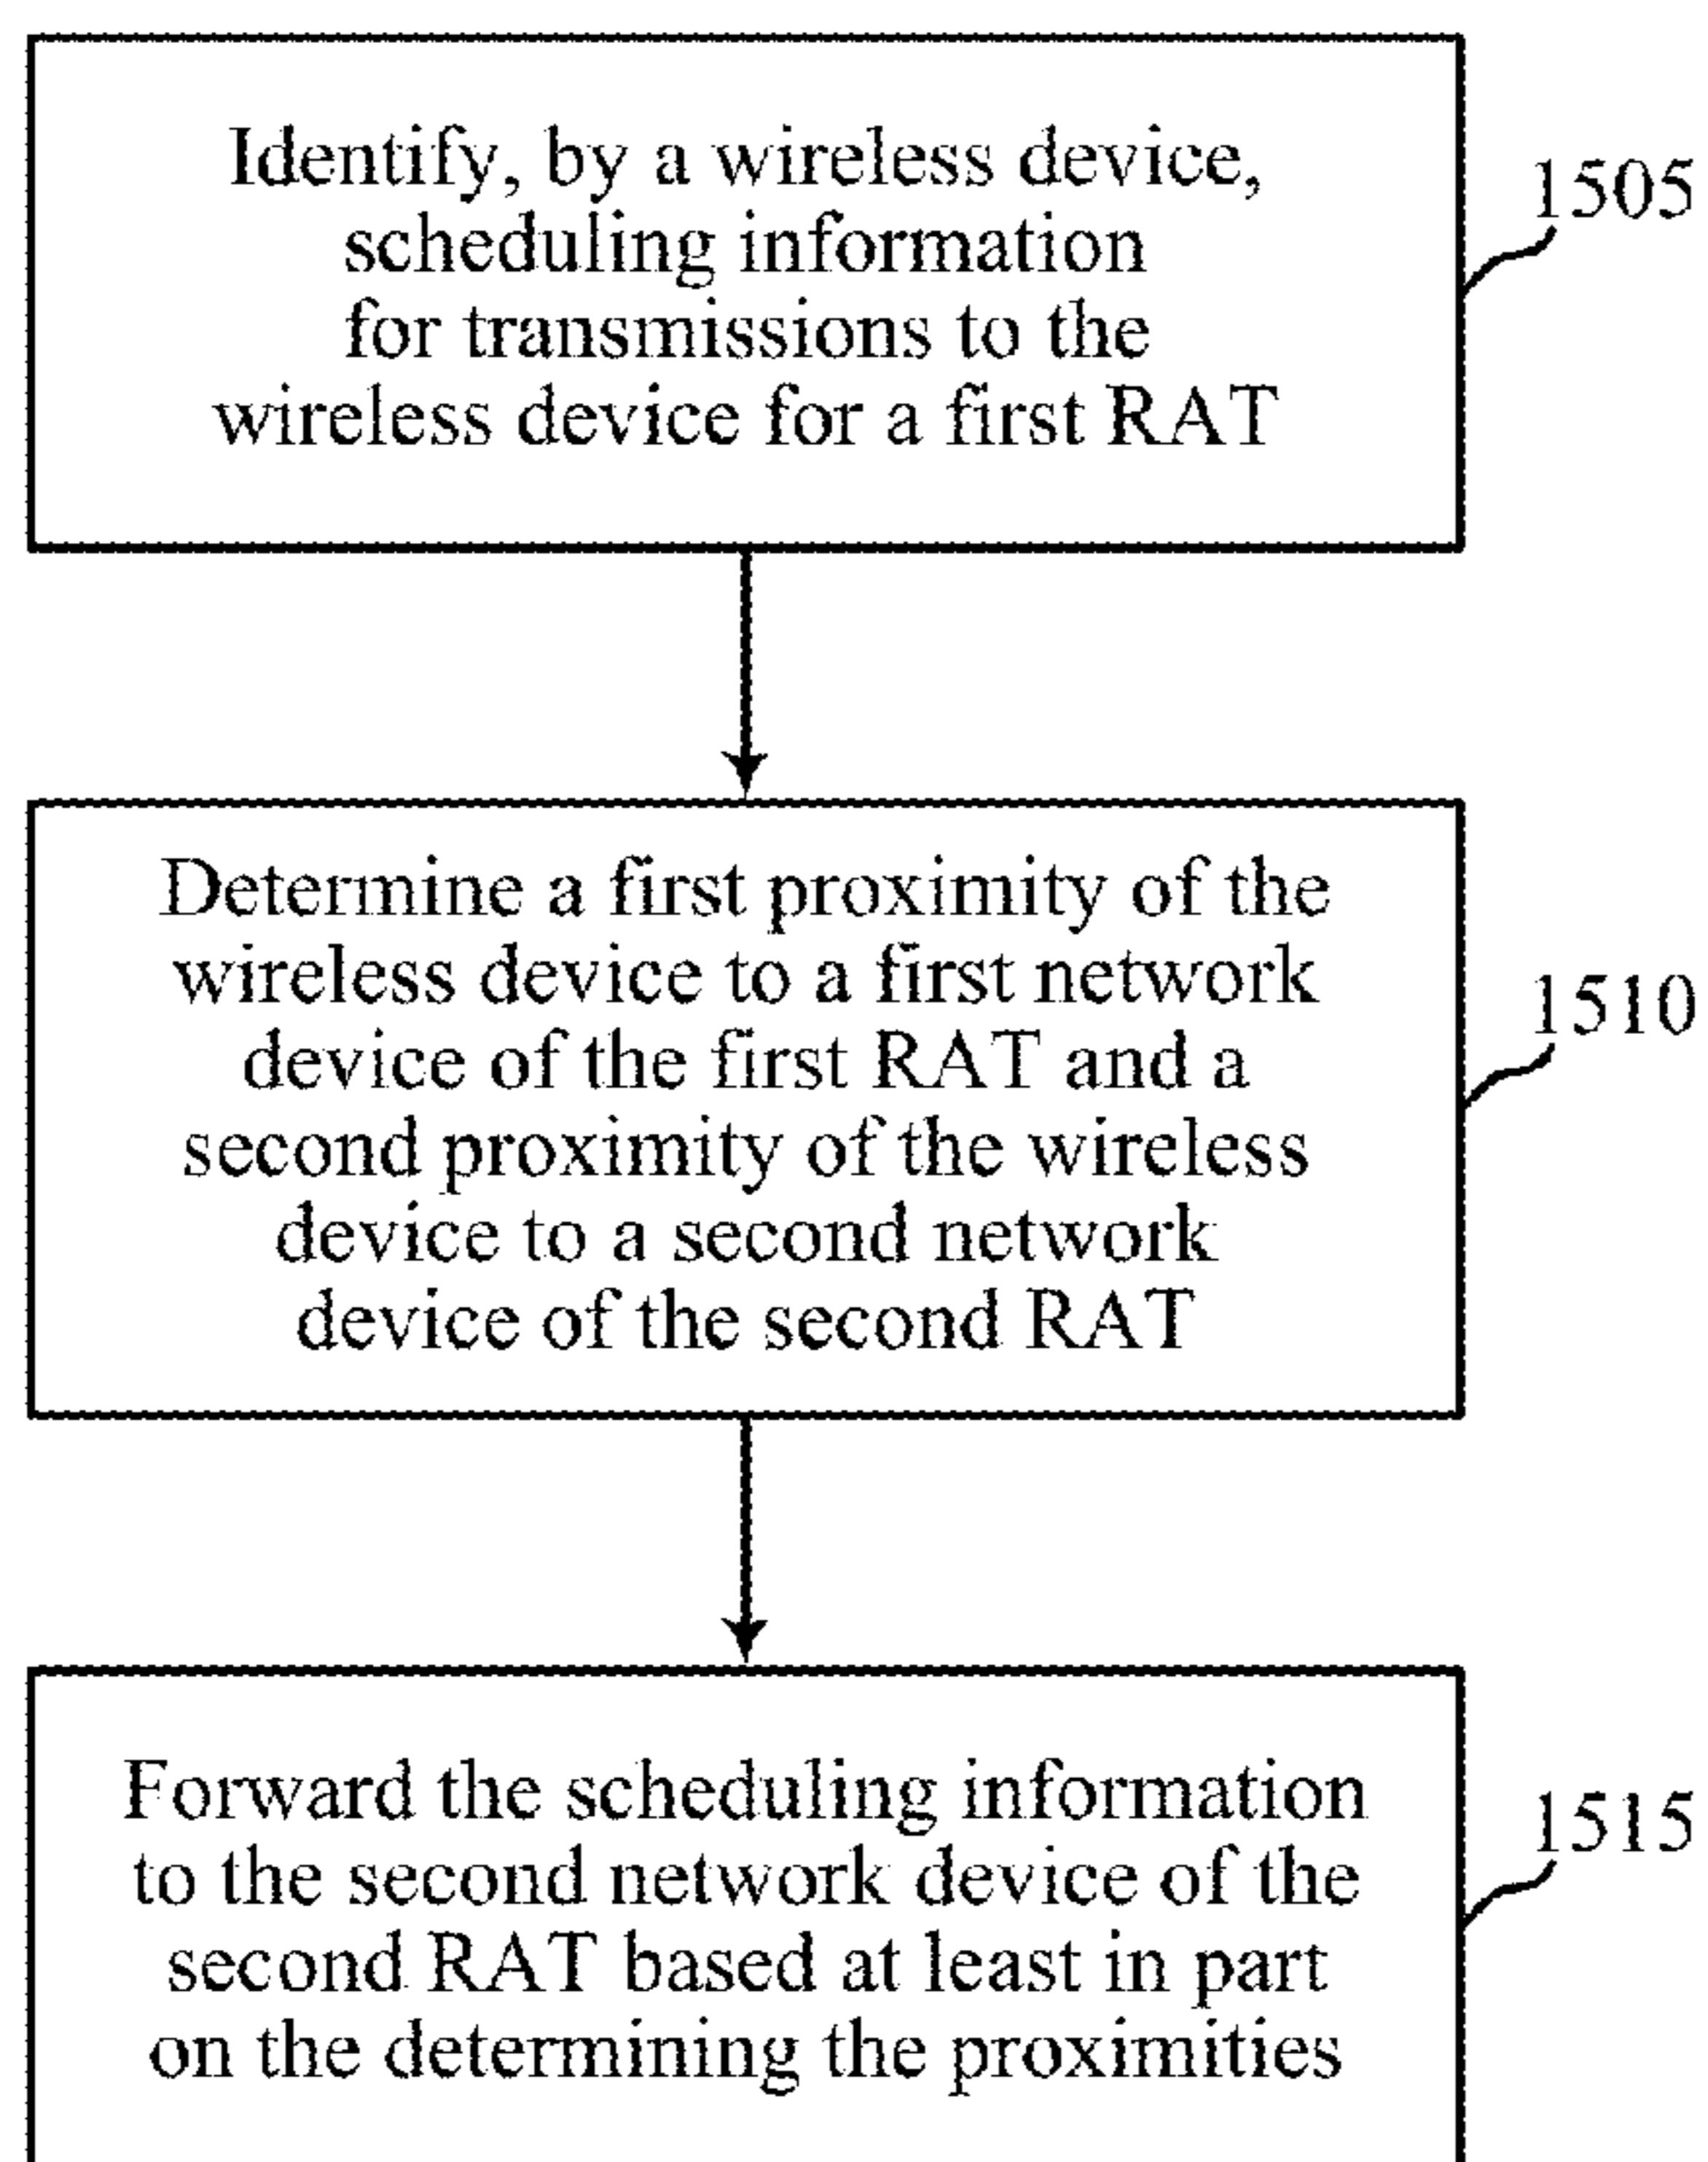 Identify, by a wireless device,
scheduling information
for transmissions to the
wireless device for a first RAT
1505
Determine a first proximity of the
wireless device to a first network
device of the first RAT and a
second proximity of the wireless
device to a second network
device of the second RAT
1510
Forward the scheduling information
to the second network device of the
second RAT based at least in part
on the determining the proximities
1515